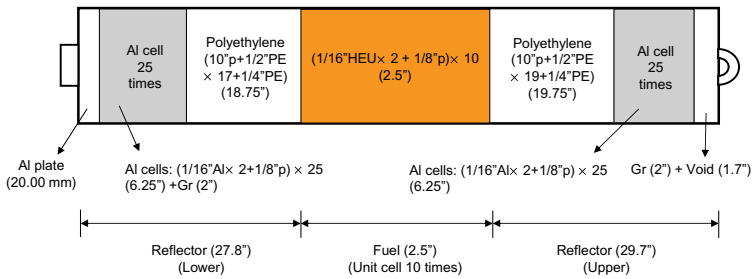 Al cell
25
times
Polyethylene
(10”p+1/2”PE
× 17+1/4”PE)
(18.75”)
(1/16”HEU× 2 + 1/8”p)× 10
(2.5”)
Polyethylene
(10”p+1/2”PE
× 19+1/4”PE)
(19.75”)
Al cell
25
times
Al plate
(20.00 mm)
Al cells: (1/16”Al× 2+1/8”p) × 25
(6.25”) +Gr (2”)
Al cells: (1/16”Al× 2+1/8”p) × 25
(6.25”)
Gr (2”) + Void (1.7”)
Reflector (27.8”)
(Lower)
Fuel (2.5”)
(Unit cell 10 times)
Reflector (29.7”)
(Upper)